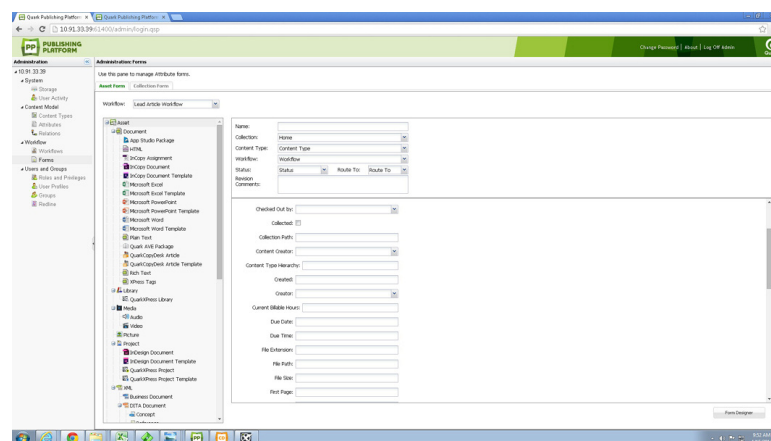 Quark Publishing Platform
Quark Publishing Platform
10.91.33.39:61400/admin/login.qsp
PP PUBLISHING PLATFORM
Change Password | About | Log Off Admin
Administration
10.91.33.39
System
Storage
User Activity
Content Model
Content Types
Attributes
Relations
Workflow
Workflows
Forms
Users and Groups
Roles and Privileges
User Profiles
Groups
Redline
Administration: Forms
Use this pane to manage Attribute forms.
Asset Form Collection Form
Workflow: Lead Article Workflow
Asset
Document
App Studio Package
HTML
InCopy Assignment
InCopy Document
InCopy Document Template
Microsoft Excel
Microsoft Excel Template
Microsoft PowerPoint
Microsoft PowerPoint Template
Microsoft Word
Microsoft Word Template
Plain Text
Quark AVE Package
QuarkCopyDesk Article
QuarkCopyDesk Article Template
Rich Text
XPress Tags
Library
QuarkXPress Library
Media
Audio
Video
Picture
Project
InDesign Document
InDesign Document Template
QuarkXPress Project
QuarkXPress Project Template
XML
Business Document
DITA Document
Concept
Name:
Collection: Home
Content Type: Content Type
Workflow: Workflow
Status: Status Route To: Route To
Revision Comments:
Checked Out by:
Collected:
Collection Path:
Content Creator:
Content Type Hierarchy:
Created:
Creator:
Current Billable Hours:
Due Date:
Due Time:
File Extension:
File Path:
File Size:
First Page:
Form Designer
8:52 AM